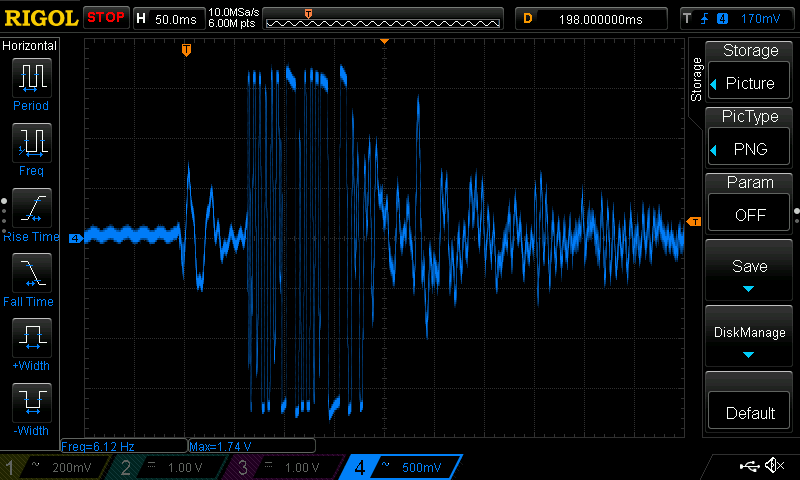 RIGOL STOP H 50.0ms 10.0MSa/s D 198.000000ms T 4 170mV
6.00M pts
T
Horizontal
Period
Freq
Rise Time
Fall Time
+Width
-Width
T
4
T
Storage
Storage
Picture
PicType
PNG
Param
OFF
Save
DiskManage
Default
Freq=6.12 Hz Max=1.74 V
1 ~ 200mV 2 1.00 V 3 1.00 V 4 ~ 500mV